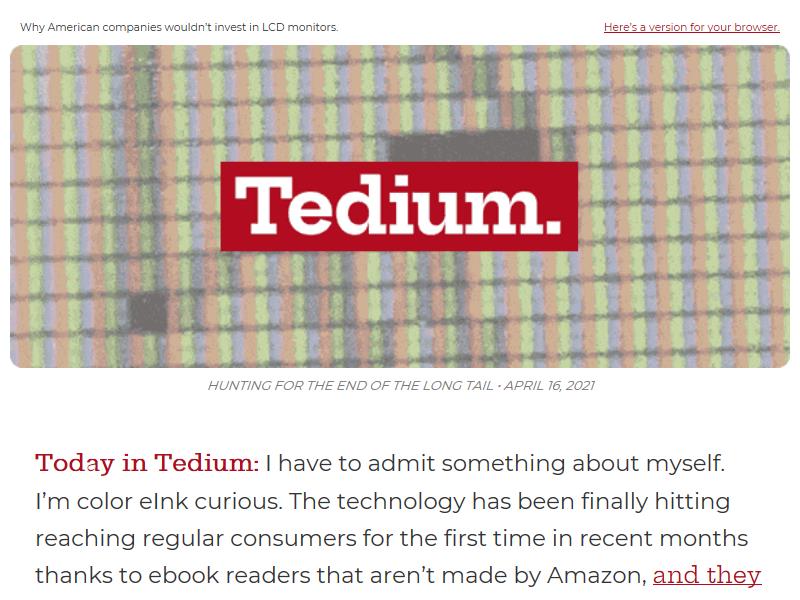 Why American companies wouldn't invest in LCD monitors.
Here's a version for your browser.
Tedium.
HUNTING FOR THE END OF THE LONG TAIL • APRIL 16, 2021
Today in Tedium: I have to admit something about myself.
I'm color eInk curious. The technology has been finally hitting
reaching regular consumers for the first time in recent months
thanks to ebook readers that aren't made by Amazon, and they